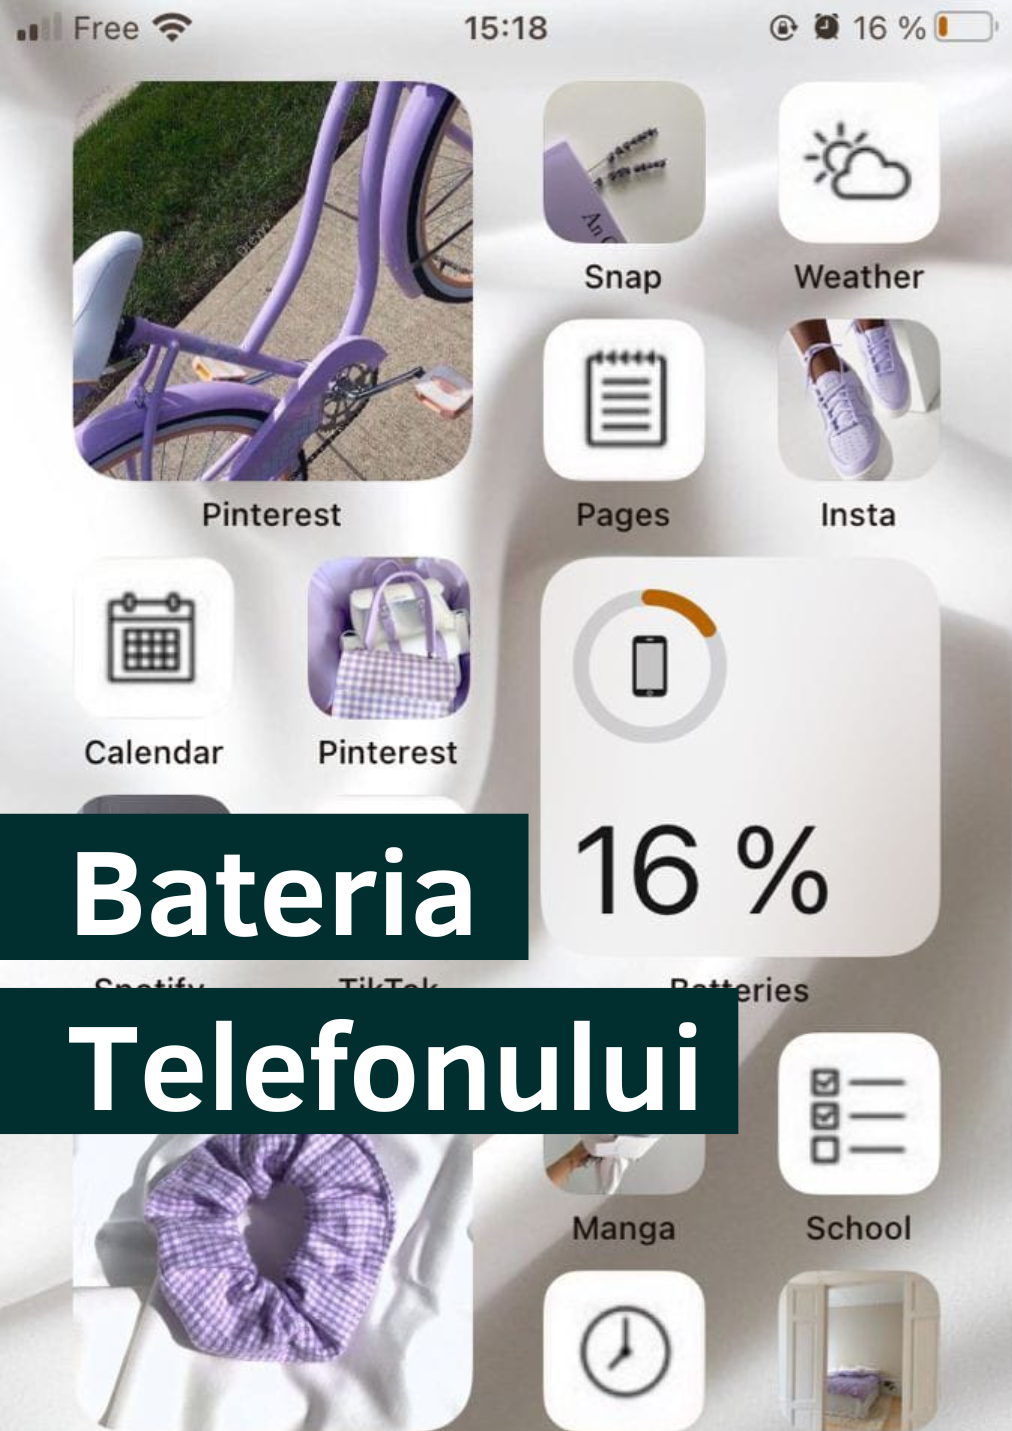 Free 15:18 16 %
Snap Weather
Pinterest Pages Insta
Calendar Pinterest
16 %
Bateria
Spotify TikTok Batteries
Telefonului
Manga School